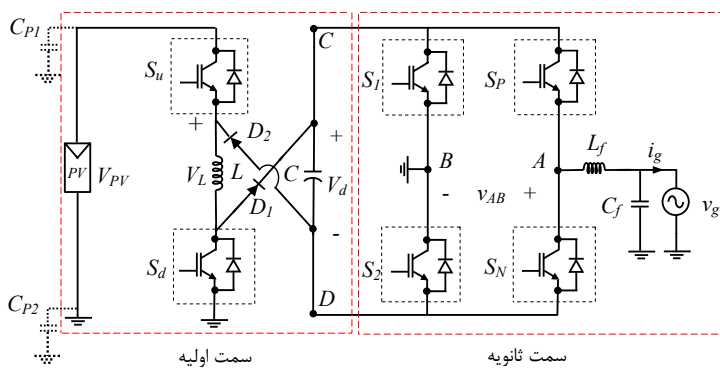 C_P1
C
S_u
S_1
S_P
+
D_2
+
L_f
i_g
PV
V_PV
V_L
L
C
V_d
B
A
-
v_AB
+
C_f
v_g
D_1
-
S_d
S_2
S_N
C_P2
D
سمت اولیه
سمت ثانویه